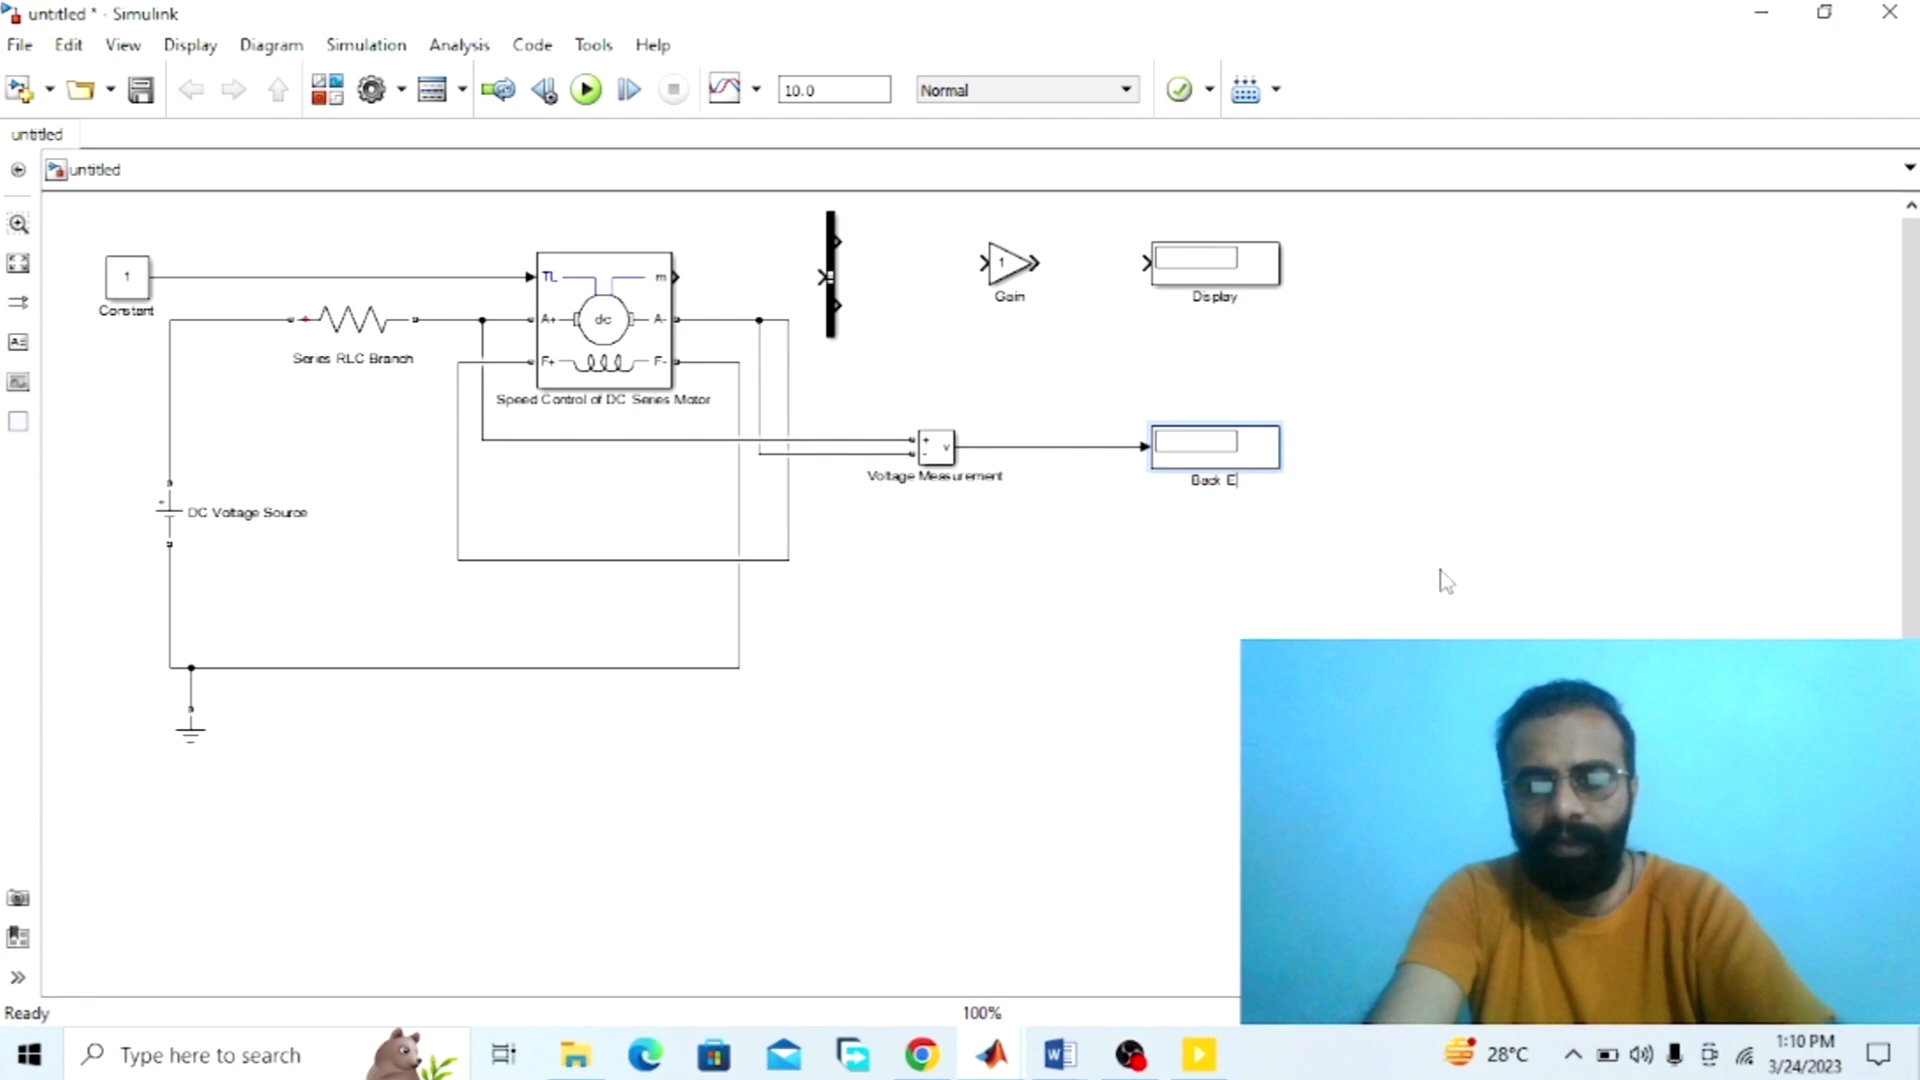 untitled * - Simulink
File Edit View Display Diagram Simulation Analysis Code Tools Help
10.0 Normal
untitled
untitled
1
Constant
Series RLC Branch
TL m
A+ dc A-
F+ F-
Speed Control of DC Series Motor
1
Gain
Display
+ v
-
Voltage Measurement
Back E
+
DC Voltage Source
Ready 100%
Type here to search
28°C
1:10 PM
3/24/2023